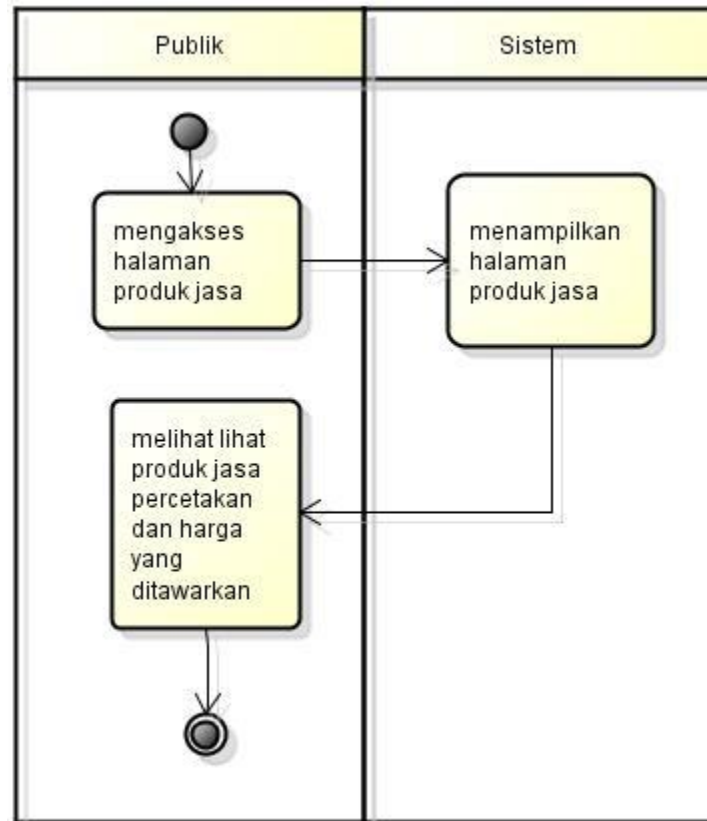 Publik
Sistem
mengakses
halaman
produk jasa
menampilkan
halaman
produk jasa
melihat lihat
produk jasa
percetakan
dan harga
yang
ditawarkan